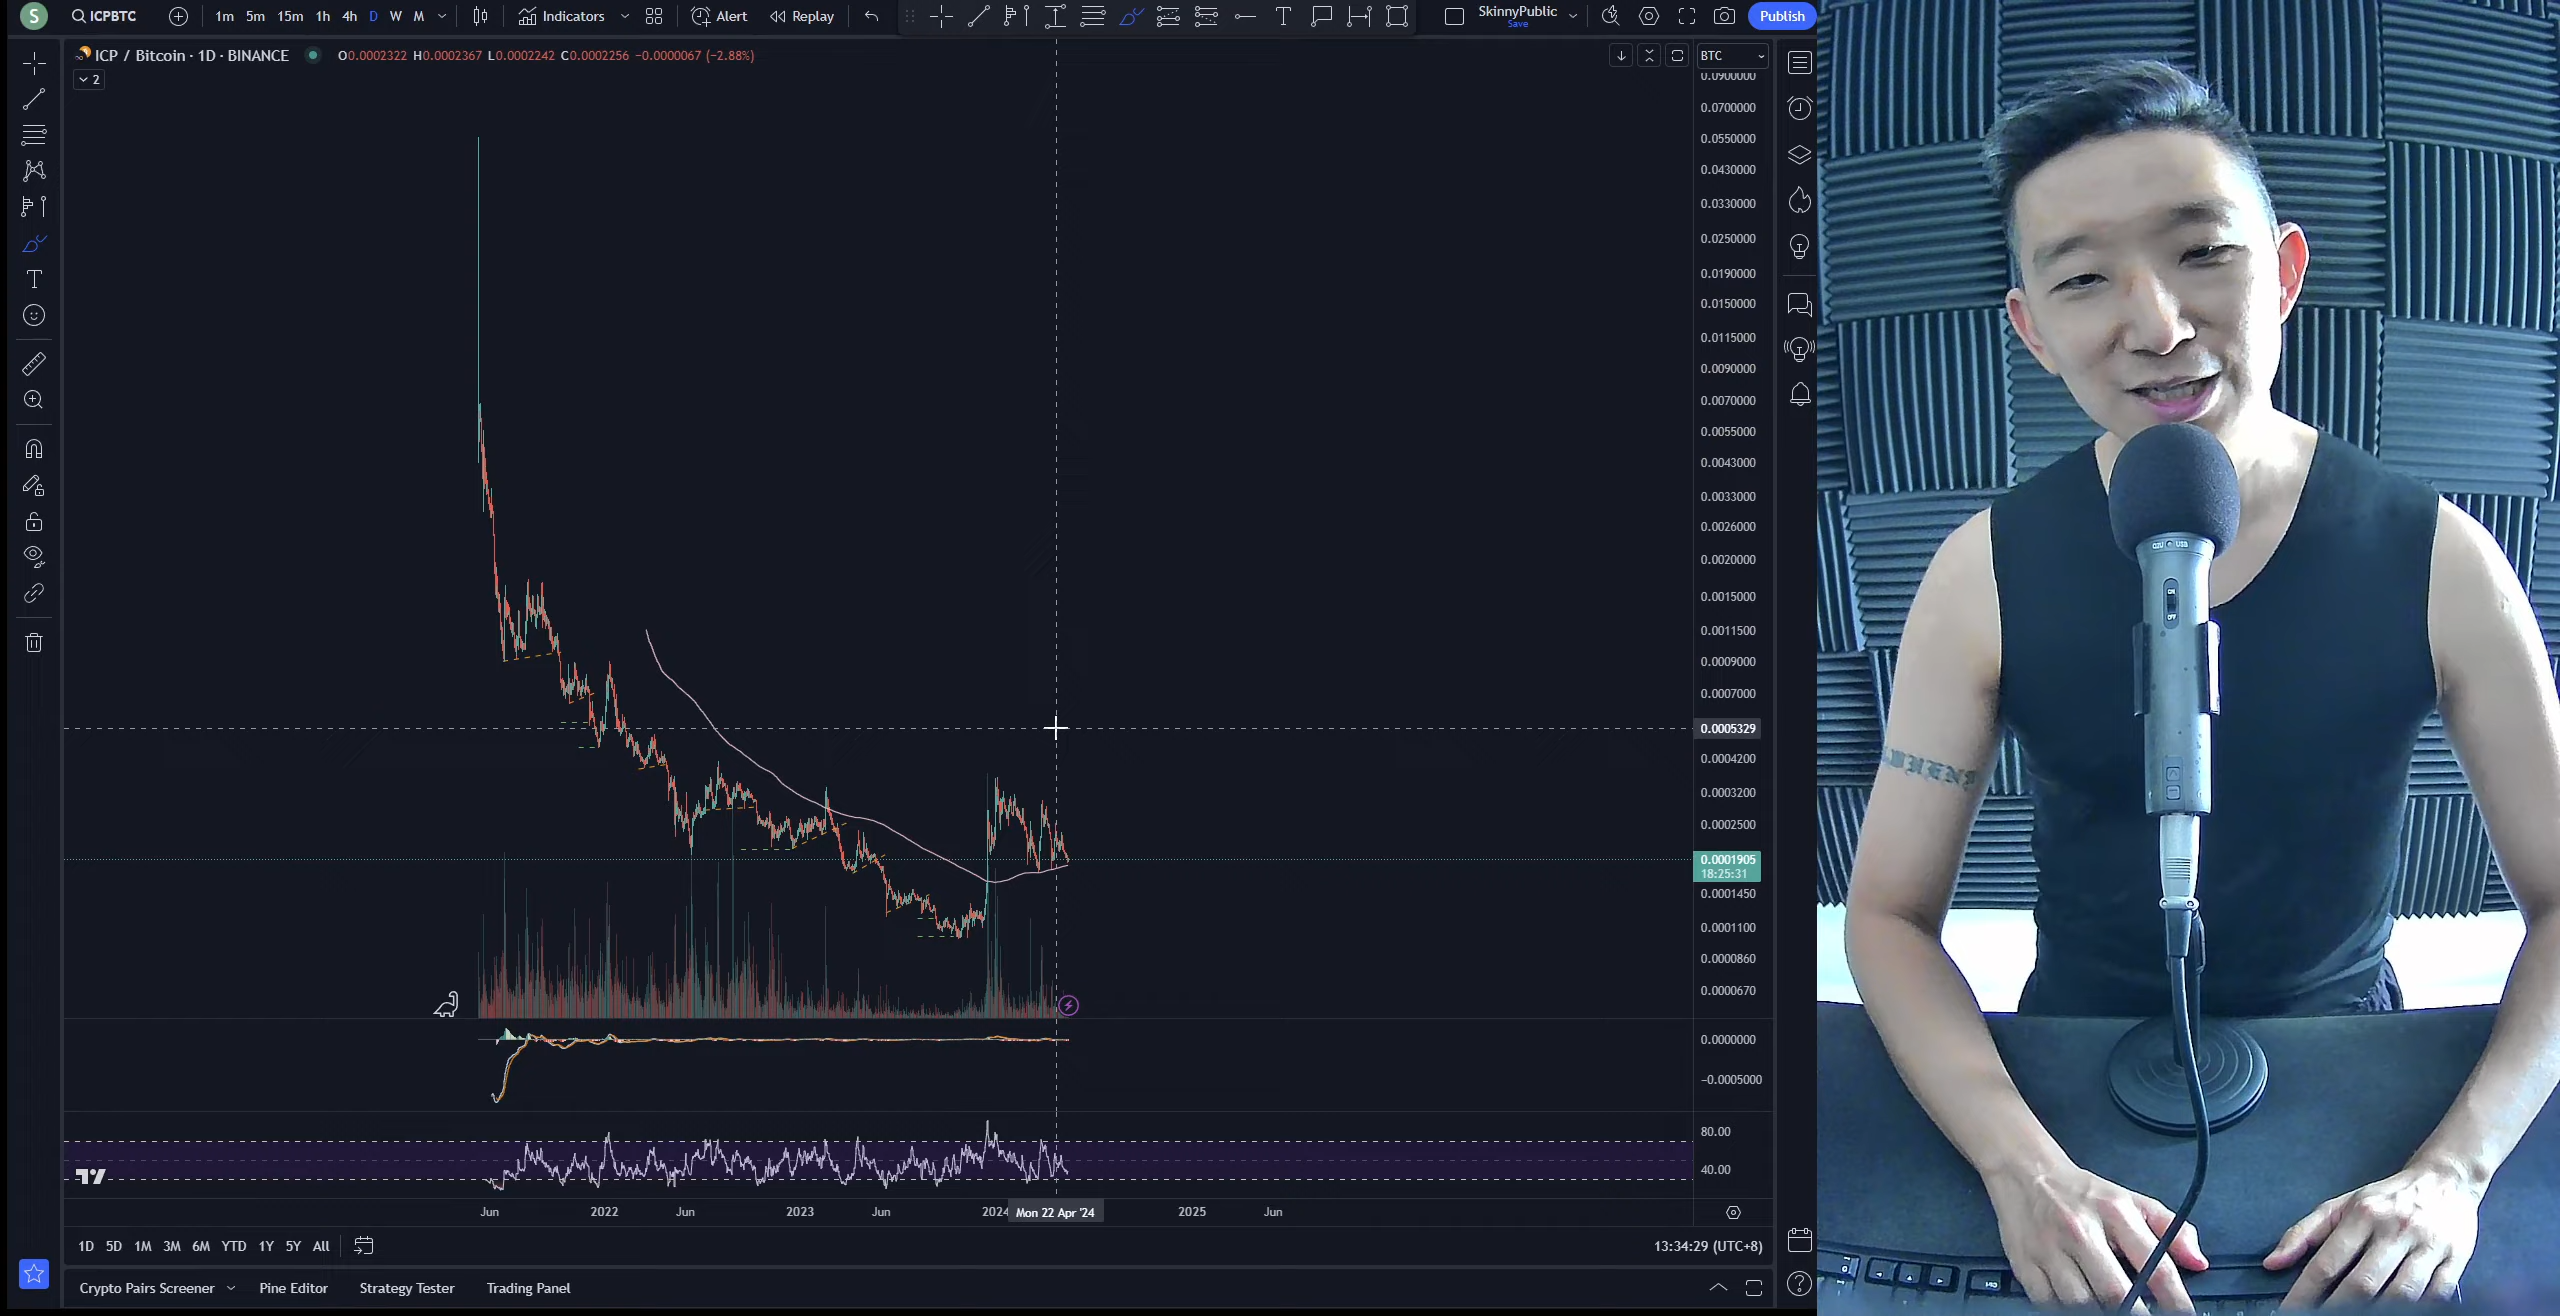 S
ICPBTC
1m 5m 15m 1h 4h D W M
Indicators
Alert
Replay
SkinnyPublic
Save
Publish
ICP / Bitcoin · 1D · BINANCE O0.0002322 H0.0002367 L0.0002242 C0.0002256 −0.0000067 (−2.88%)
2
BTC
0.0900000
0.0700000
0.0550000
0.0430000
0.0330000
0.0250000
0.0190000
0.0150000
0.0115000
0.0090000
0.0070000
0.0055000
0.0043000
0.0033000
0.0026000
0.0020000
0.0015000
0.0011500
0.0009000
0.0007000
0.0005329
0.0004200
0.0003200
0.0002500
0.0001905
18:25:31
0.0001450
0.0001100
0.0000860
0.0000670
0.0000000
−0.0005000
80.00
40.00
Jun 2022 Jun 2023 Jun 2024 Mon 22 Apr '24 2025 Jun
1D 5D 1M 3M 6M YTD 1Y 5Y All
13:34:29 (UTC+8)
Crypto Pairs Screener Pine Editor Strategy Tester Trading Panel
ON
OFF